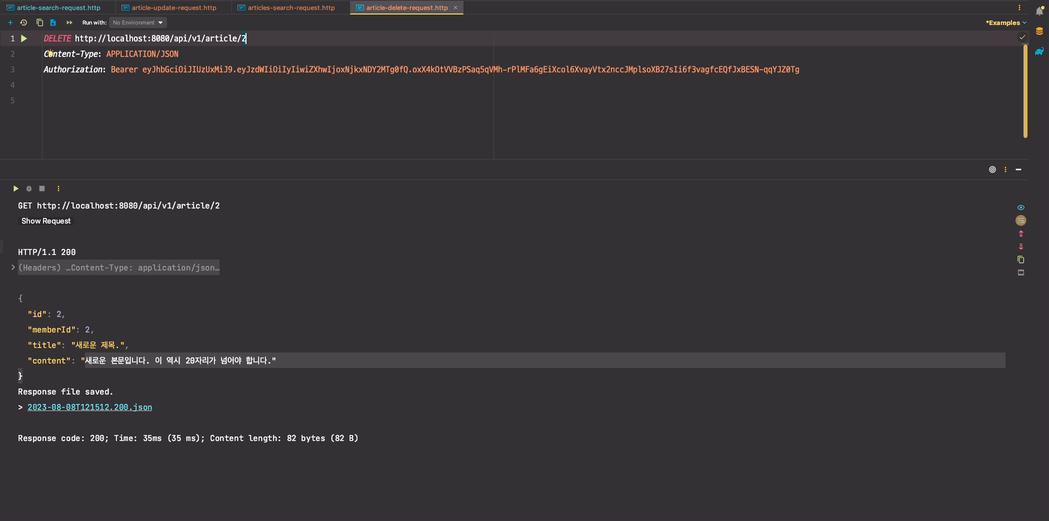 article-search-request.http article-update-request.http articles-search-request.http article-delete-request.http
Run with: No Environment *Examples
1 DELETE http://localhost:8080/api/v1/article/2
2 Content-Type: APPLICATION/JSON
3 Authorization: Bearer eyJhbGciOiJIUzUxMiJ9.eyJzdWIiOiIyIiwiZXhwIjoxNjkxNDY2MTg0fQ.oxX4kOtVVBzPSaqSqVMh-rPlMFa6gEiXcol6XvayVtx2nccJMplsoXB27sIi6f3vagfcEQfJxBESN-qqYJZ0Tg
4
5
GET http://localhost:8080/api/v1/article/2
Show Request
HTTP/1.1 200
(Headers) …Content-Type: application/json…
{
"id": 2,
"memberId": 2,
"title": "새로운 제목.",
"content": "새로운 본문입니다. 이 역시 20자리가 넘어야 합니다."
}
Response file saved.
> 2023-08-08T121512.200.json
Response code: 200; Time: 35ms (35 ms); Content length: 82 bytes (82 B)